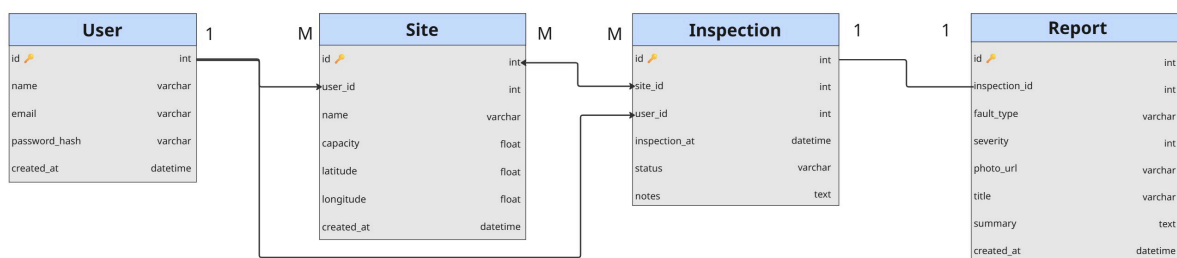 User
id 🔑 int
name varchar
email varchar
password_hash varchar
created_at datetime
1
M
Site
id 🔑 int
user_id int
name varchar
capacity float
latitude float
longitude float
created_at datetime
M
M
Inspection
id 🔑 int
site_id int
user_id int
inspection_at datetime
status varchar
notes text
1
1
Report
id 🔑 int
inspection_id int
fault_type varchar
severity int
photo_url varchar
title varchar
summary text
created_at datetime